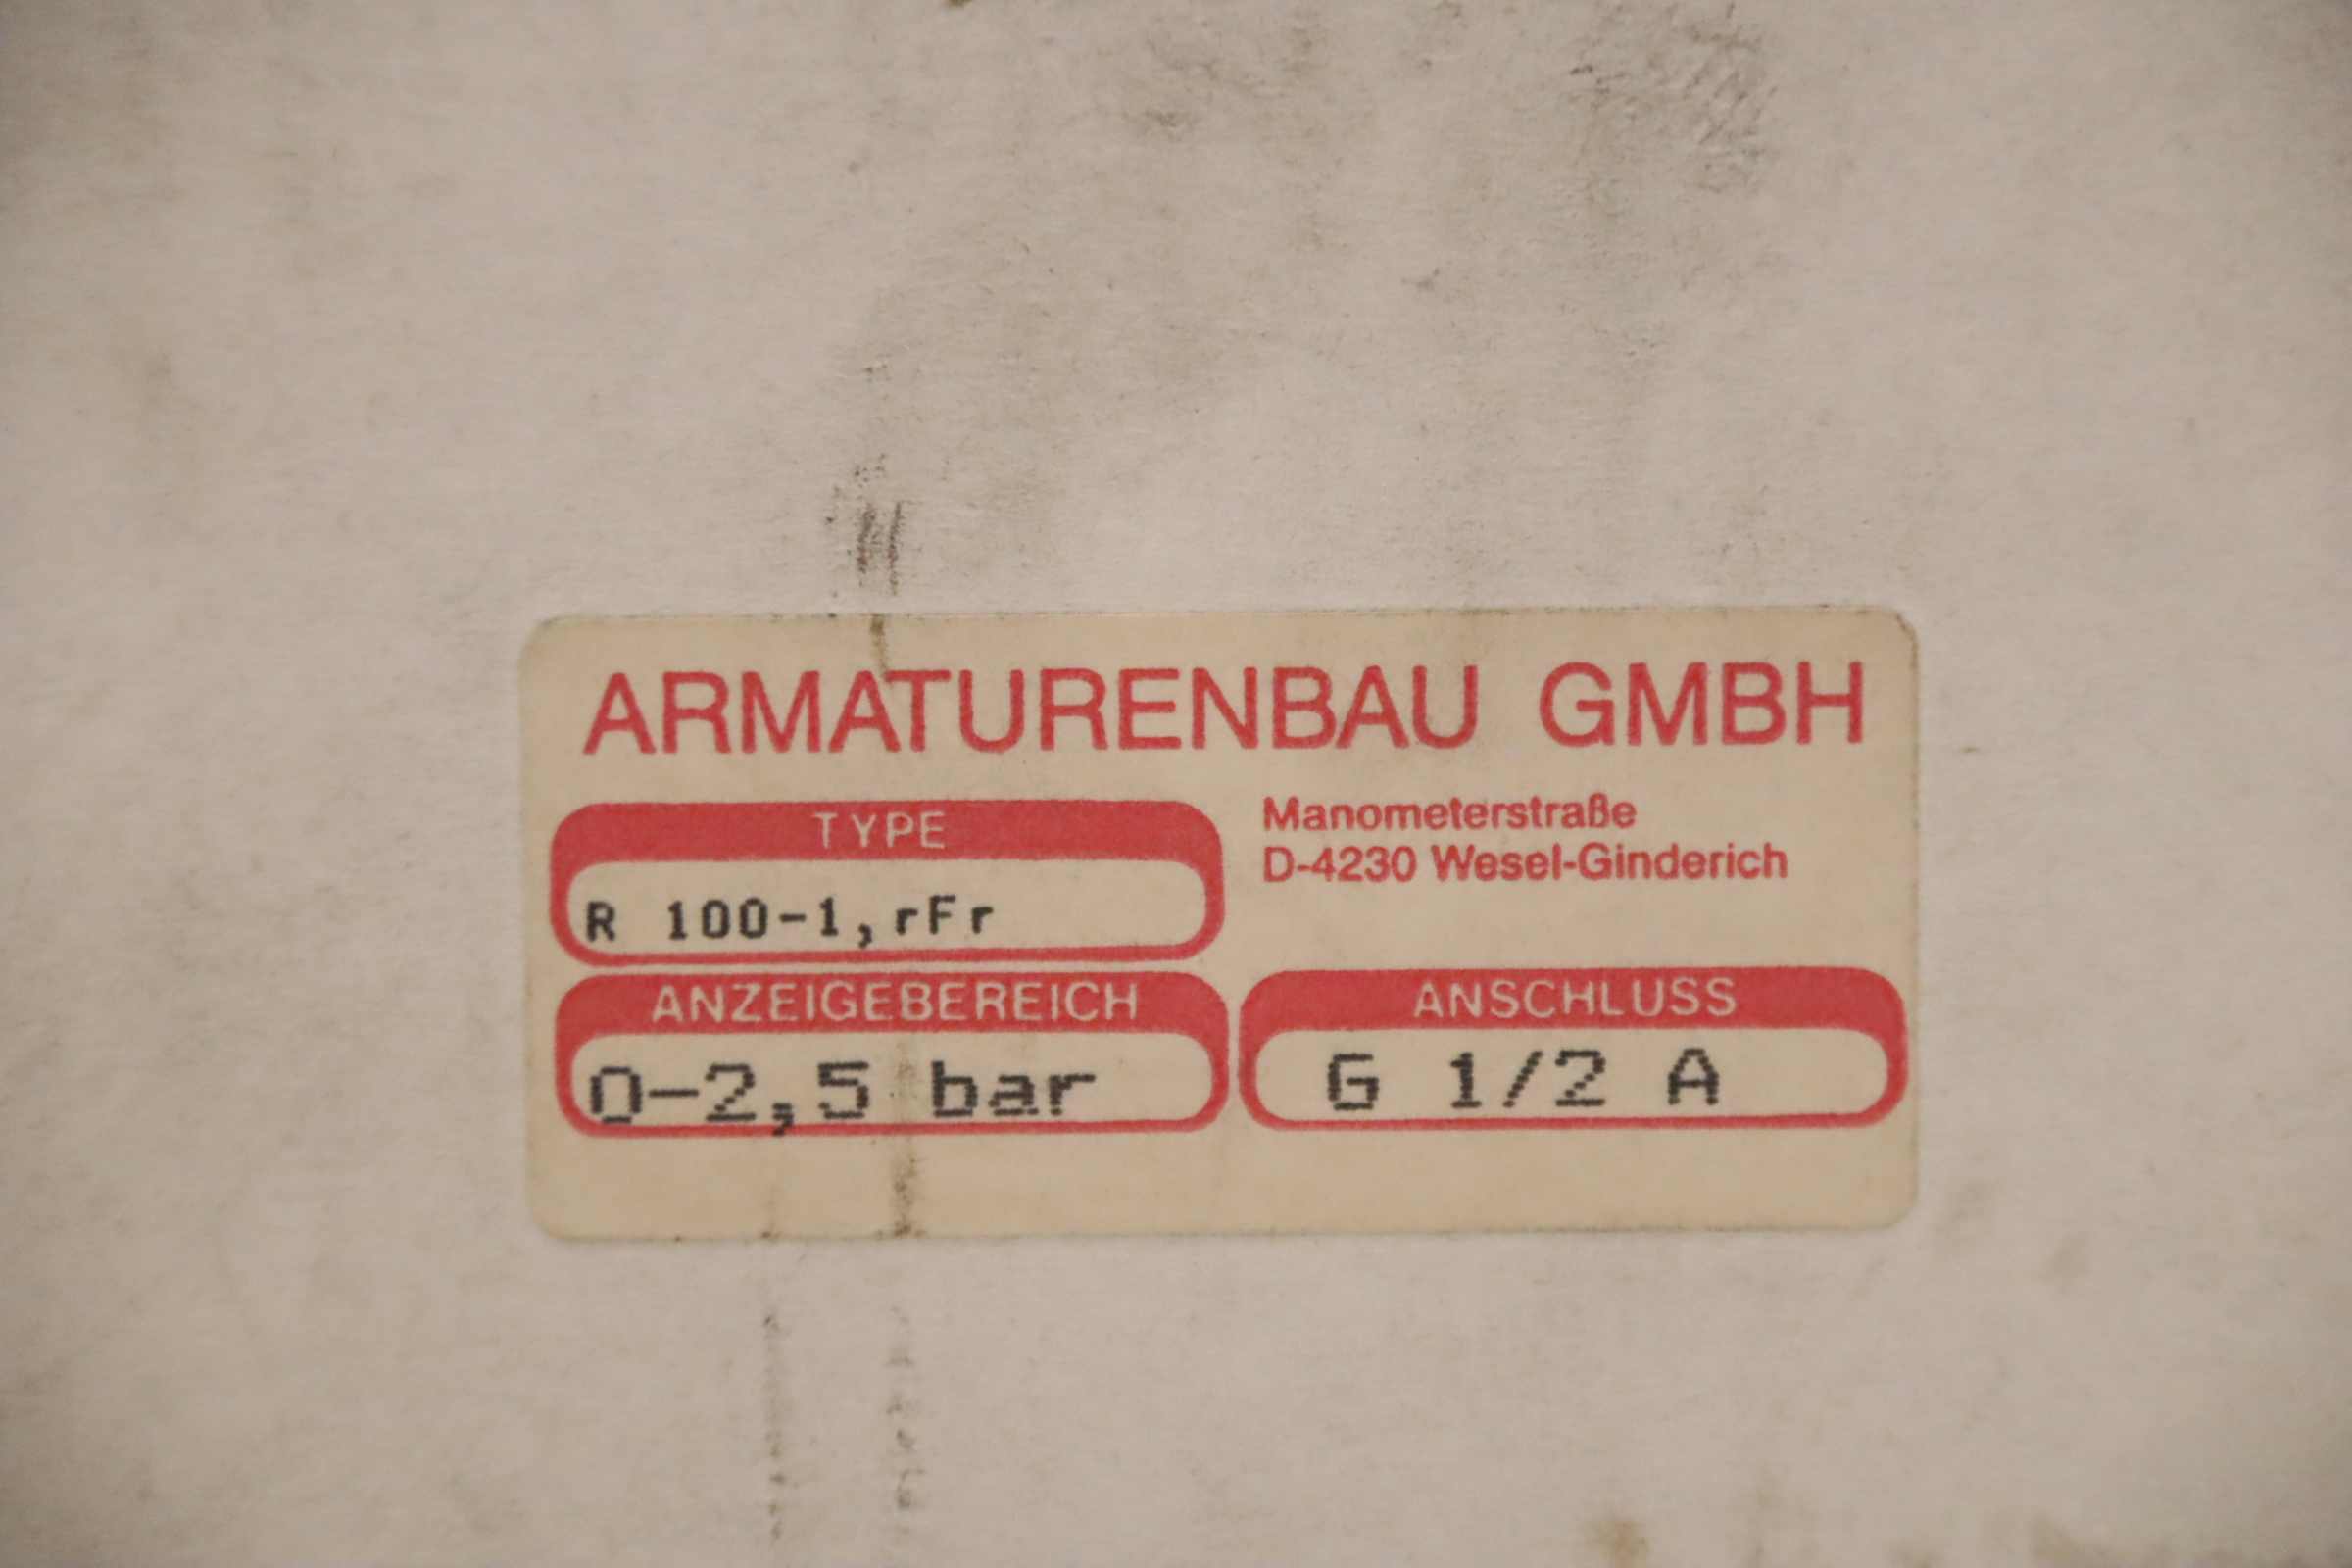 ARMATURENBAU GMBH
TYPE
R 100-1,rFr
Manometerstraße
D-4230 Wesel-Ginderich
ANZEIGEBEREICH
0-2,5 bar
ANSCHLUSS
G 1/2 A